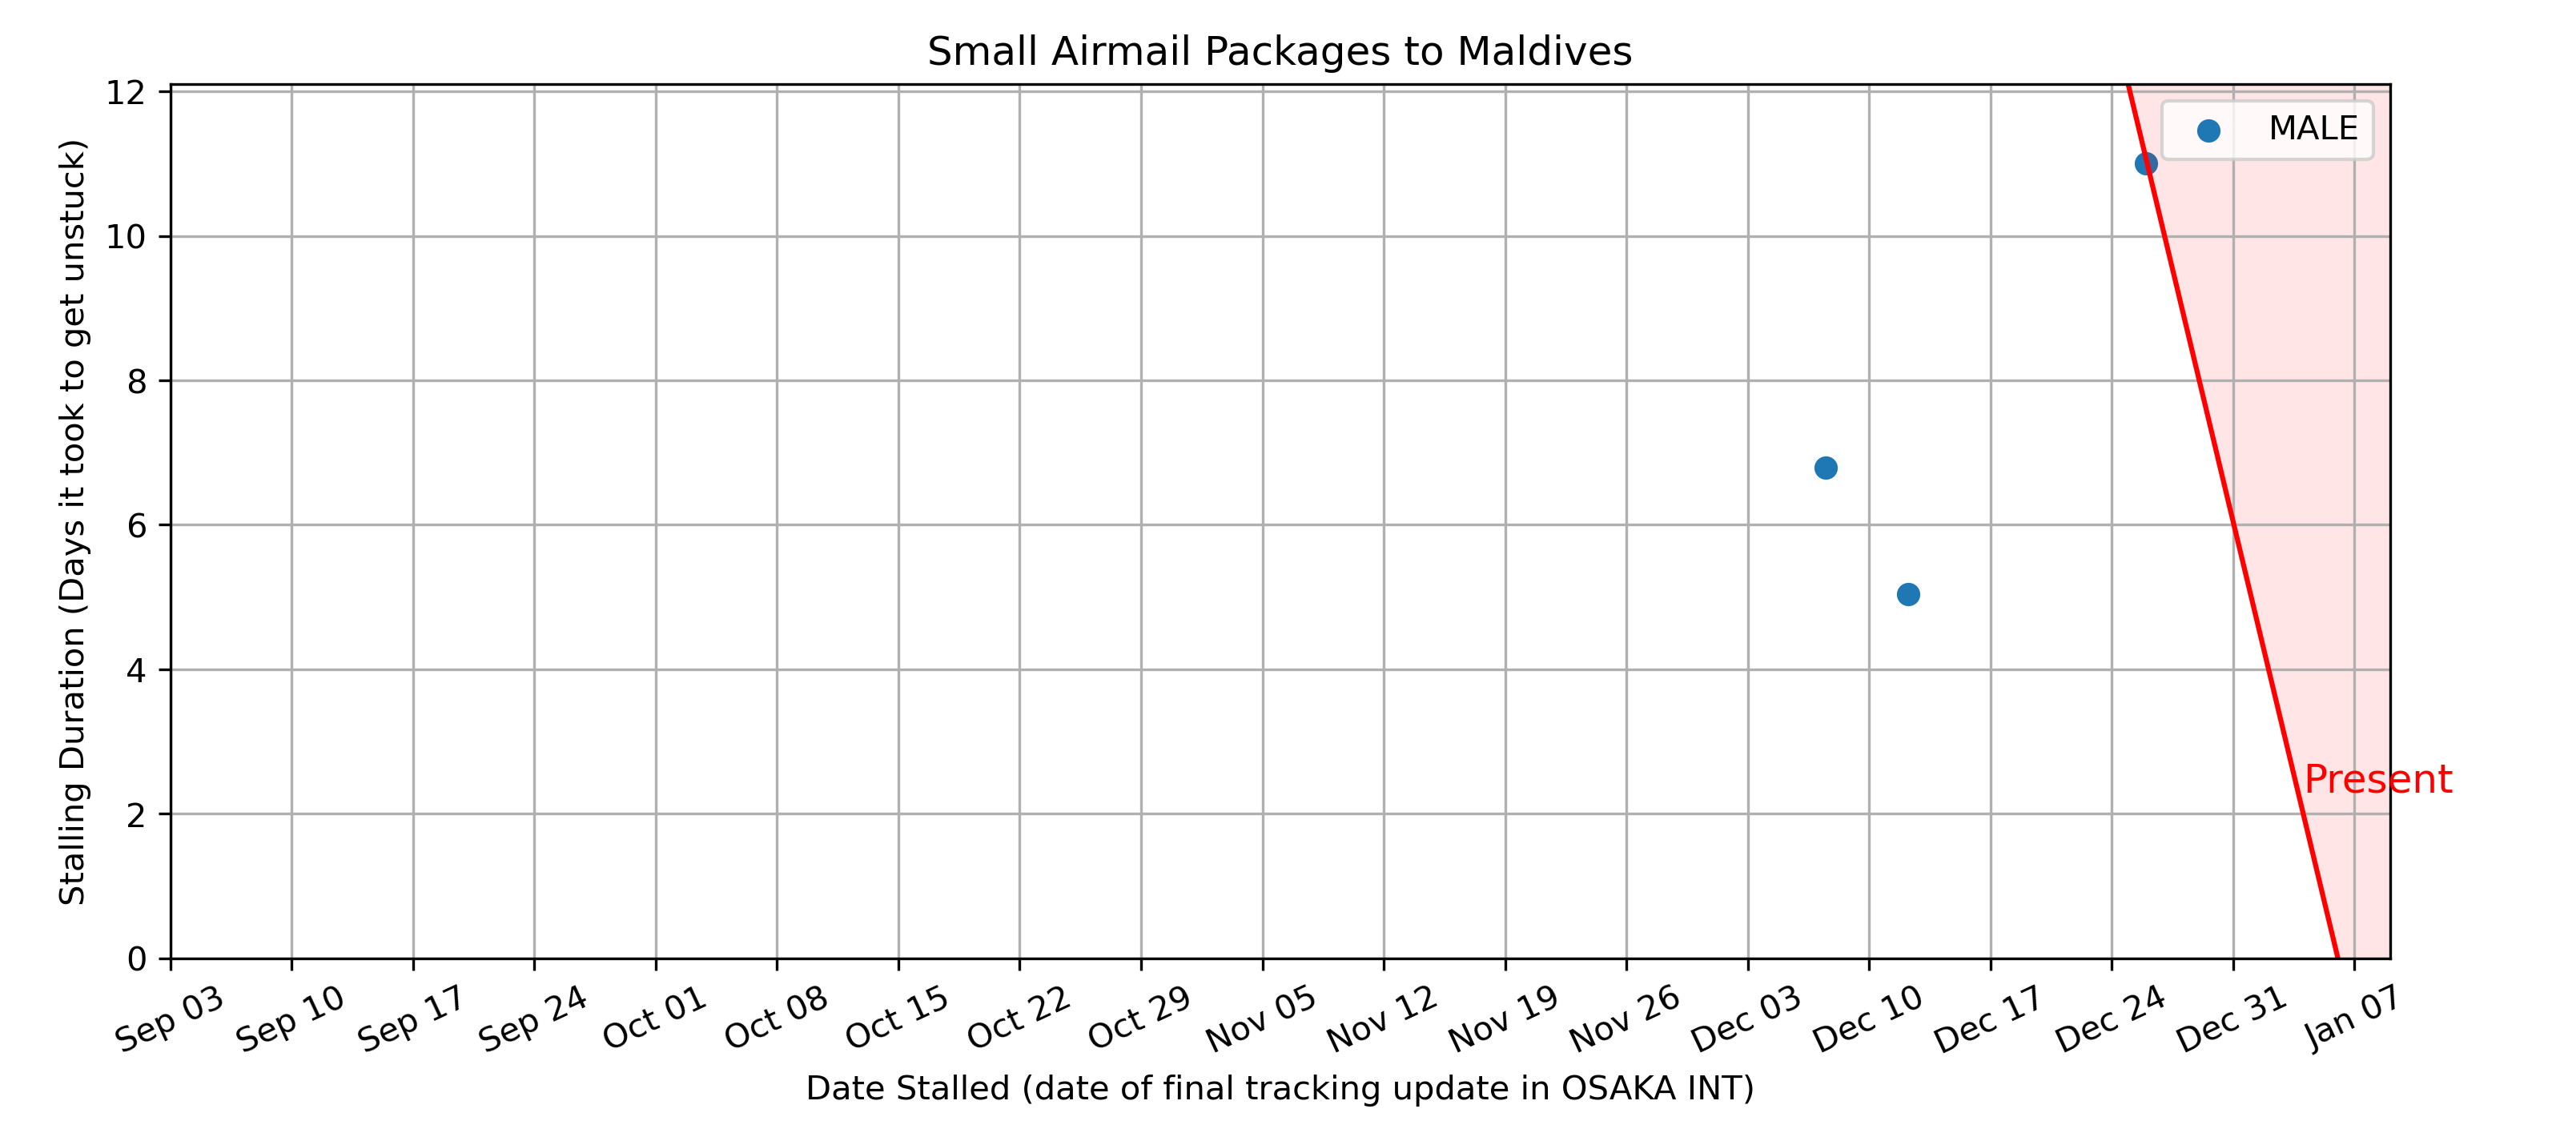 Small Airmail Packages to Maldives
MALE
12
10
8
6
4
2
0
Stalling Duration (Days it took to get unstuck)
Present
Sep 03
Sep 10
Sep 17
Sep 24
Oct 01
Oct 08
Oct 15
Oct 22
Oct 29
Nov 05
Nov 12
Nov 19
Nov 26
Dec 03
Dec 10
Dec 17
Dec 24
Dec 31
Jan 07
Date Stalled (date of final tracking update in OSAKA INT)